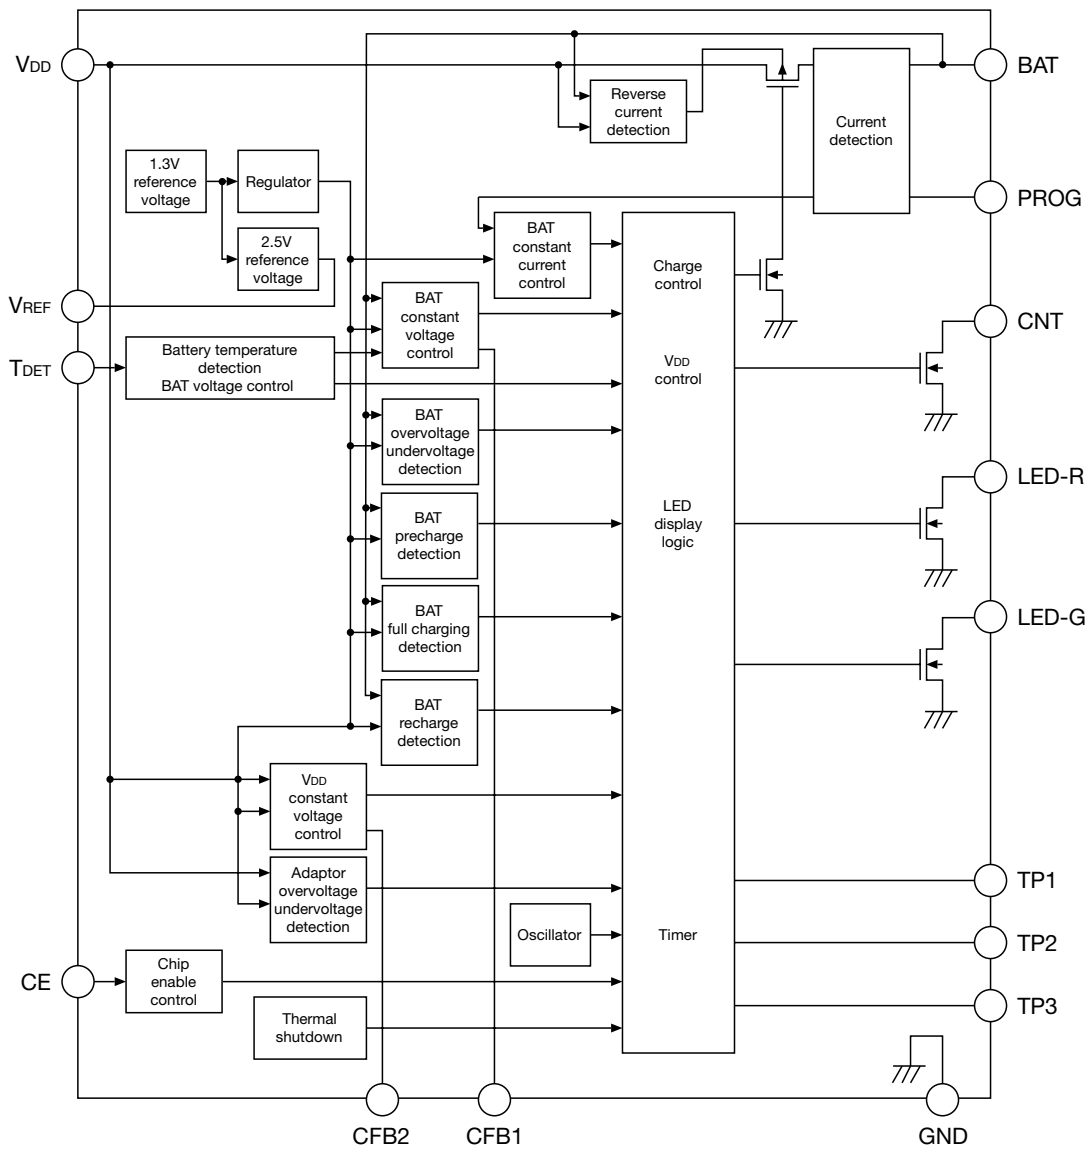 VDD
BAT
Reverse
current
detection
Current
detection
1.3V
reference
voltage
Regulator
PROG
2.5V
reference
voltage
BAT
constant
current
control
Charge
control
VREF
BAT
constant
voltage
control
CNT
TDET
Battery temperature
detection
BAT voltage control
VDD
control
BAT
overvoltage
undervoltage
detection
LED-R
BAT
precharge
detection
LED
display
logic
BAT
full charging
detection
LED-G
BAT
recharge
detection
VDD
constant
voltage
control
Adaptor
overvoltage
undervoltage
detection
TP1
Oscillator
Timer
TP2
CE
Chip
enable
control
TP3
Thermal
shutdown
CFB2
CFB1
GND